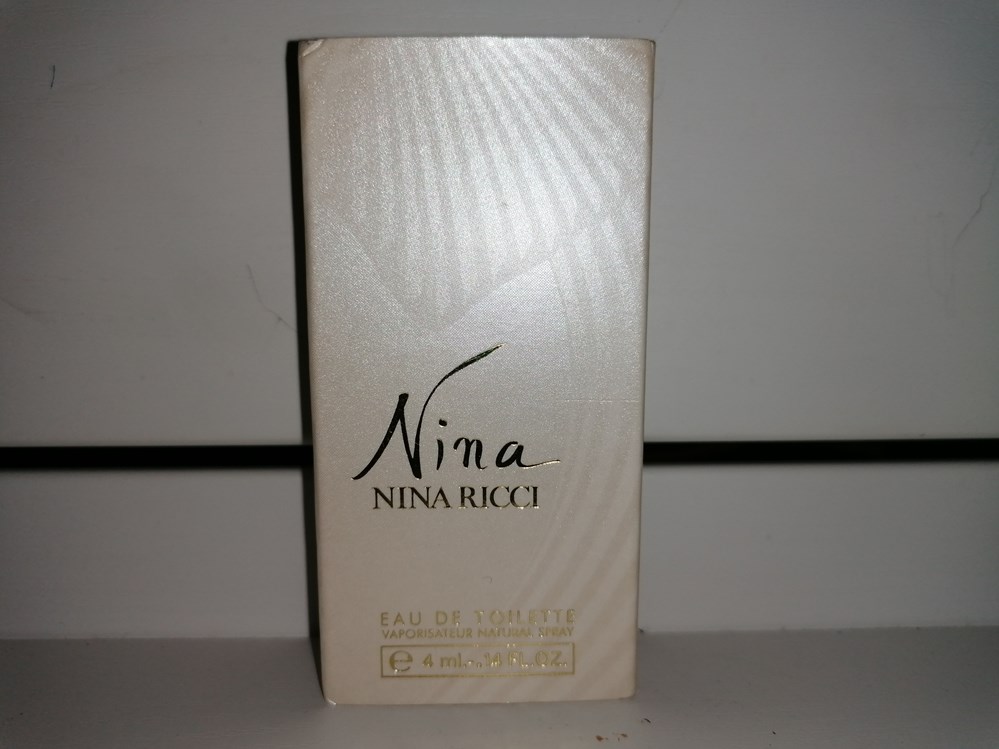 Nina
NINA RICCI
EAU DE TOILETTE
VAPORISATEUR NATURAL SPRAY
e 4 ml-.14 FL.OZ.